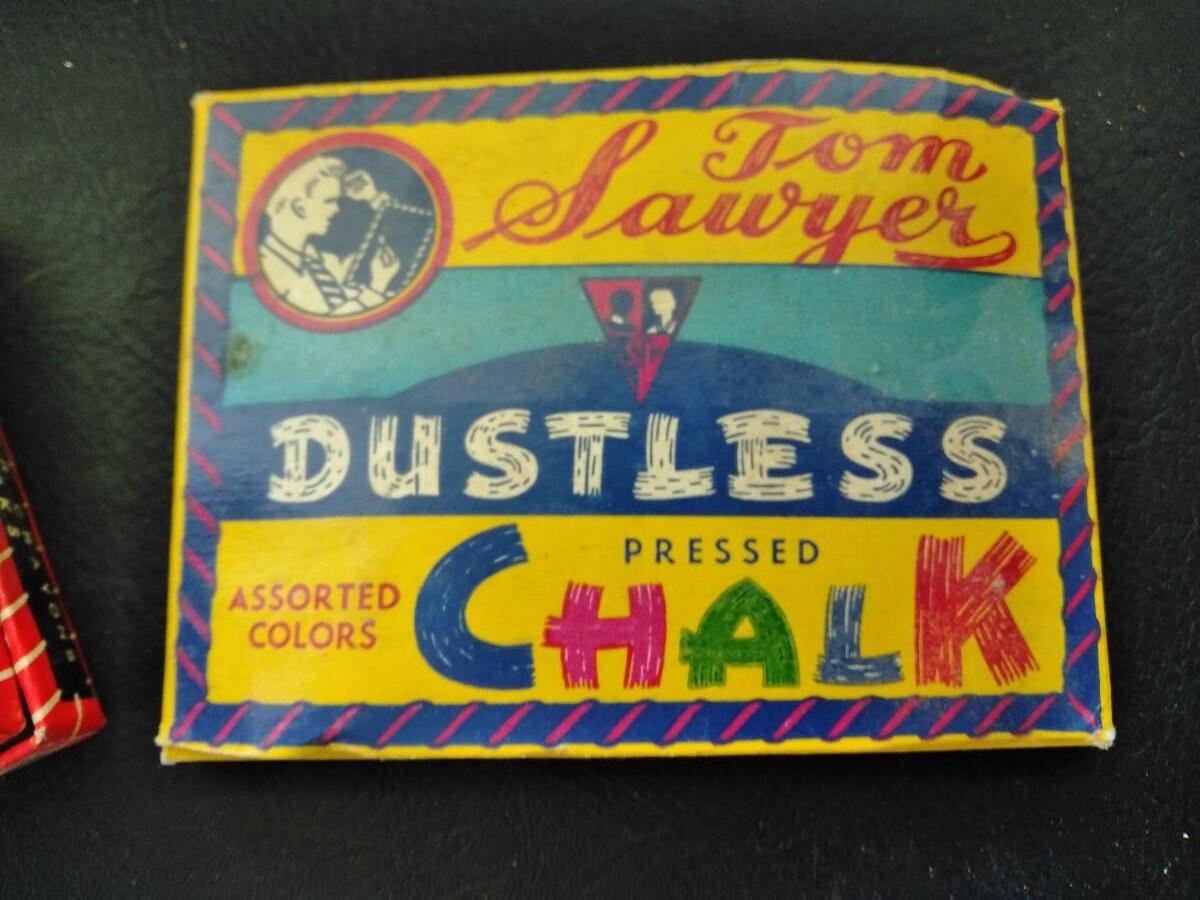 Tom
Sawyer
DUSTLESS
PRESSED
ASSORTED
COLORS
CHALK